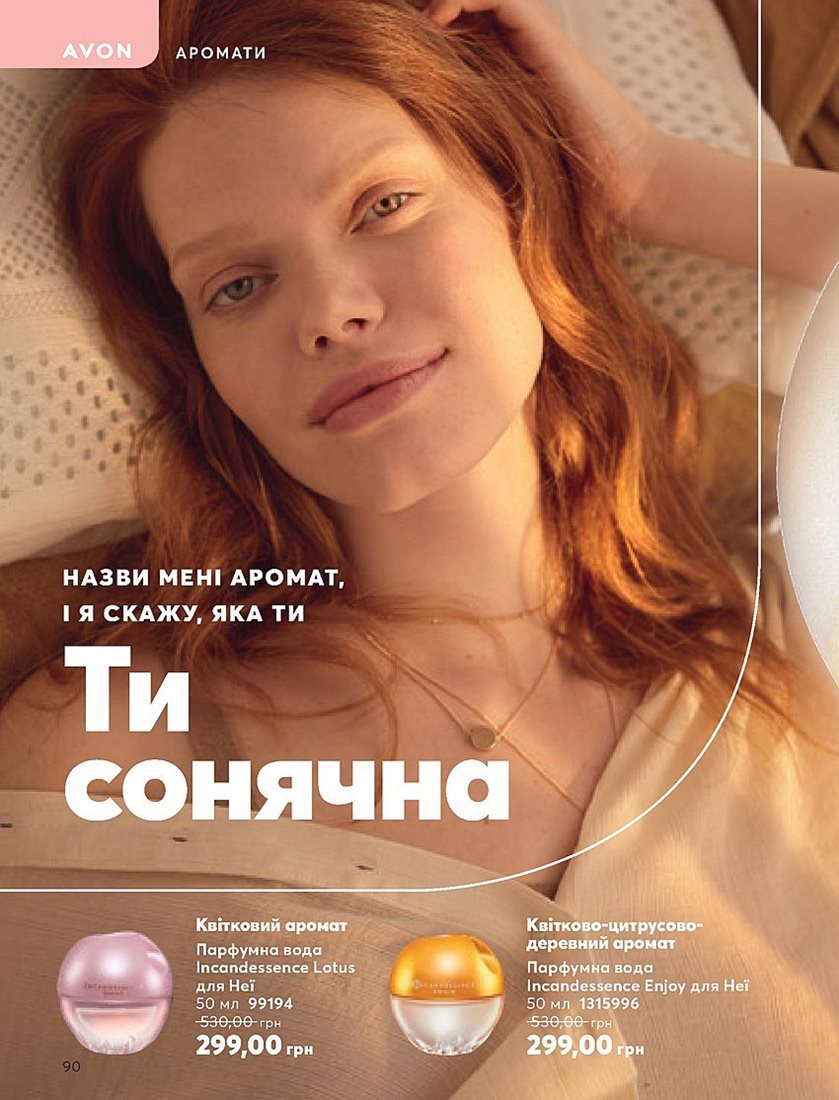 AVON
АРОМАТИ
НАЗВИ МЕНІ АРОМАТ,
І Я СКАЖУ, ЯКА ТИ
Ти
сонячна
Квітковий аромат
Парфумна вода
Incandessence Lotus
для Неї
50 мл 99194
530,00 грн
299,00 грн
Квітково-цитрусово-
деревний аромат
Парфумна вода
Incandessence Enjoy для Неї
50 мл 1315996
530,00 грн
299,00 грн
90